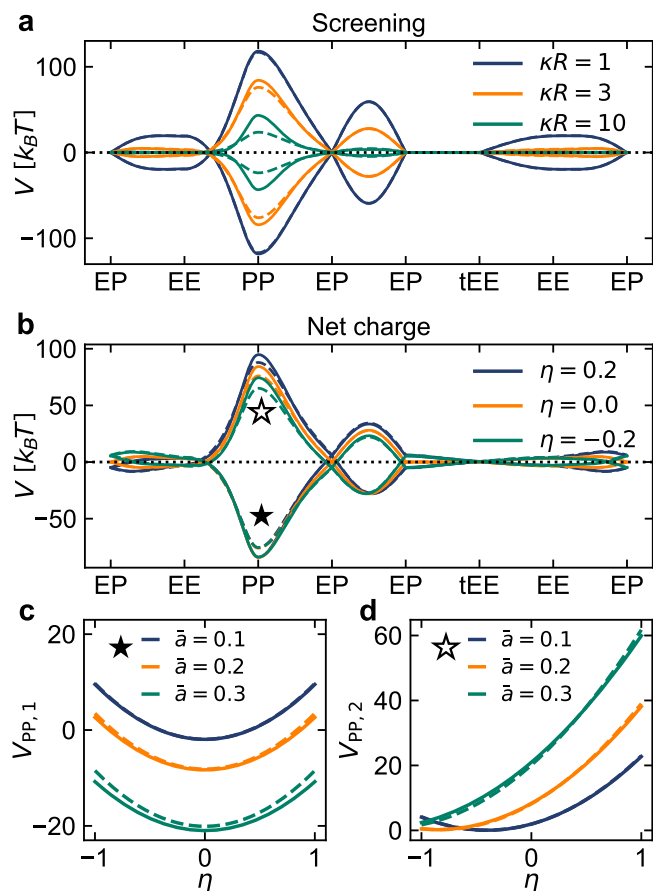 a Screening
V [k_BT]
100
0
−100
κR = 1
κR = 3
κR = 10
EP EE PP EP EP tEE EE EP
b Net charge
V [k_BT]
100
50
0
−50
η = 0.2
η = 0.0
η = −0.2
EP EE PP EP EP tEE EE EP
c
V_PP, 1
20
0
−20
ā = 0.1
ā = 0.2
ā = 0.3
−1 0 1
η
d
V_PP, 2
60
40
20
0
ā = 0.1
ā = 0.2
ā = 0.3
−1 0 1
η